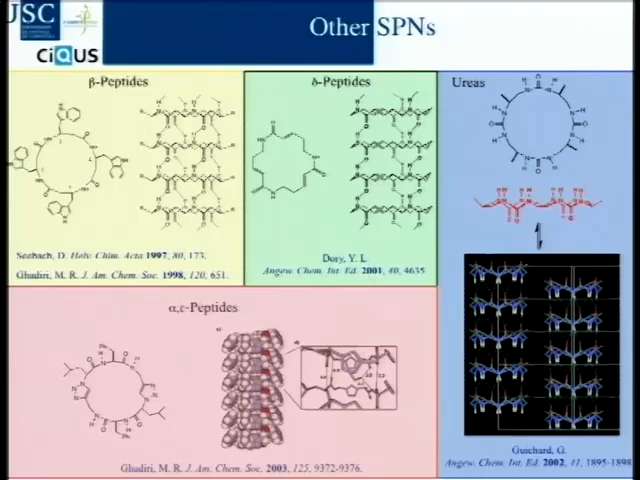 USC
CiQUS
Other SPNs
β-Peptides
Seebach, D. Helv. Chim. Acta 1997, 80, 173.
Ghadiri, M. R. J. Am. Chem. Soc. 1998, 120, 651.
δ-Peptides
Dory, Y. L
Angew. Chem. Int. Ed. 2001, 40, 4635
Ureas
Guichard, G.
Angew. Chem. Int. Ed. 2002, 41, 1895-1898
α,ε-Peptides
Ghadiri, M. R. J. Am. Chem. Soc. 2003, 125, 9372-9376.